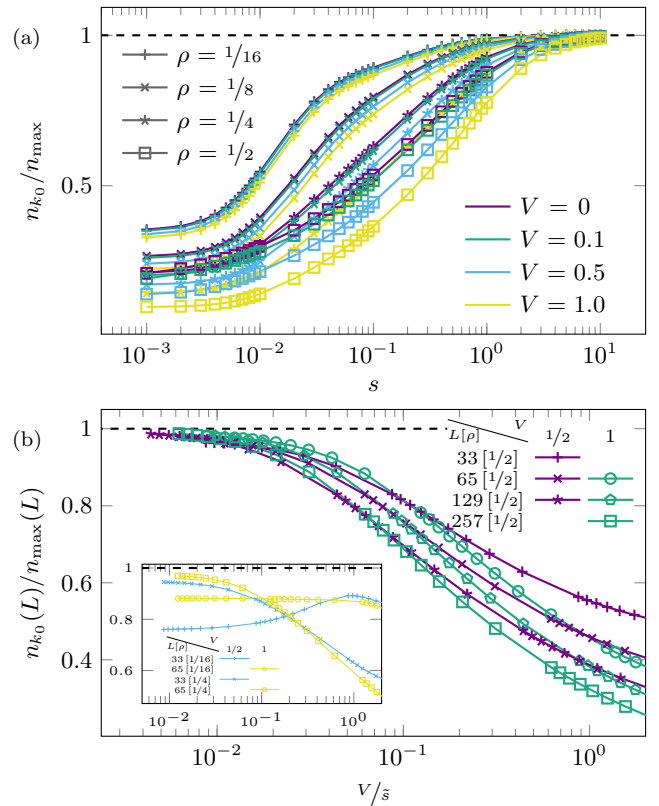 (a)
1
ρ = 1/16
ρ = 1/8
ρ = 1/4
ρ = 1/2
0.5
V = 0
V = 0.1
V = 0.5
V = 1.0
n_{k_0}/n_max
10^{-3} 10^{-2} 10^{-1} 10^0 10^1
s
(b)
1
0.8
0.6
0.4
n_{k_0}(L)/n_max(L)
L[ρ] V 1/2 1
33 [1/2]
65 [1/2]
129 [1/2]
257 [1/2]
1
0.8
0.6
L[ρ] V 1/2 1
33 [1/16]
65 [1/16]
33 [1/4]
65 [1/4]
10^{-2} 10^{-1} 10^0
10^{-2} 10^{-1} 10^0
V/s̃